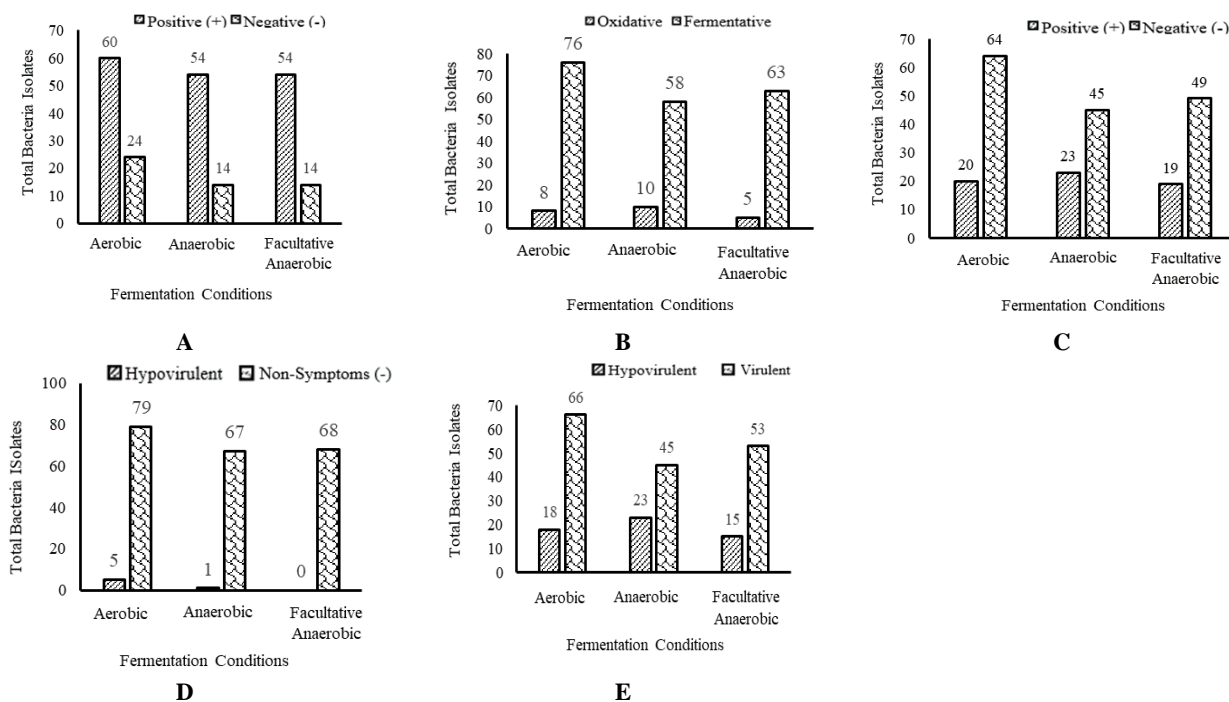 Positive (+) Negative (-)
Total Bacteria Isolates
70
60
50
40
30
20
10
0
60
24
54
14
54
14
Aerobic
Anaerobic
Facultative
Anaerobic
Fermentation Conditions
A
Oxidative Fermentative
Total Bacteria Isolates
80
70
60
50
40
30
20
10
0
8
76
10
58
5
63
Aerobic
Anaerobic
Facultative
Anaerobic
Fermentation Conditions
B
Positive (+) Negative (-)
Total Bacteria Isolates
70
60
50
40
30
20
10
0
20
64
23
45
19
49
Aerobic
Anaerobic
Facultative
Anaerobic
Fermentation Conditions
C
Hypovirulent Non-Symptoms (-)
Total Bacteria ISolates
100
80
60
40
20
0
5
79
1
67
0
68
Aerobic
Anaerobic
Facultative
Anaerobic
Fermentation Conditions
D
Hypovirulent Virulent
Total Bacteria Isolates
70
60
50
40
30
20
10
0
18
66
23
45
15
53
Aerobic
Anaerobic
Facultative
Anaerobic
Fermentation Conditions
E